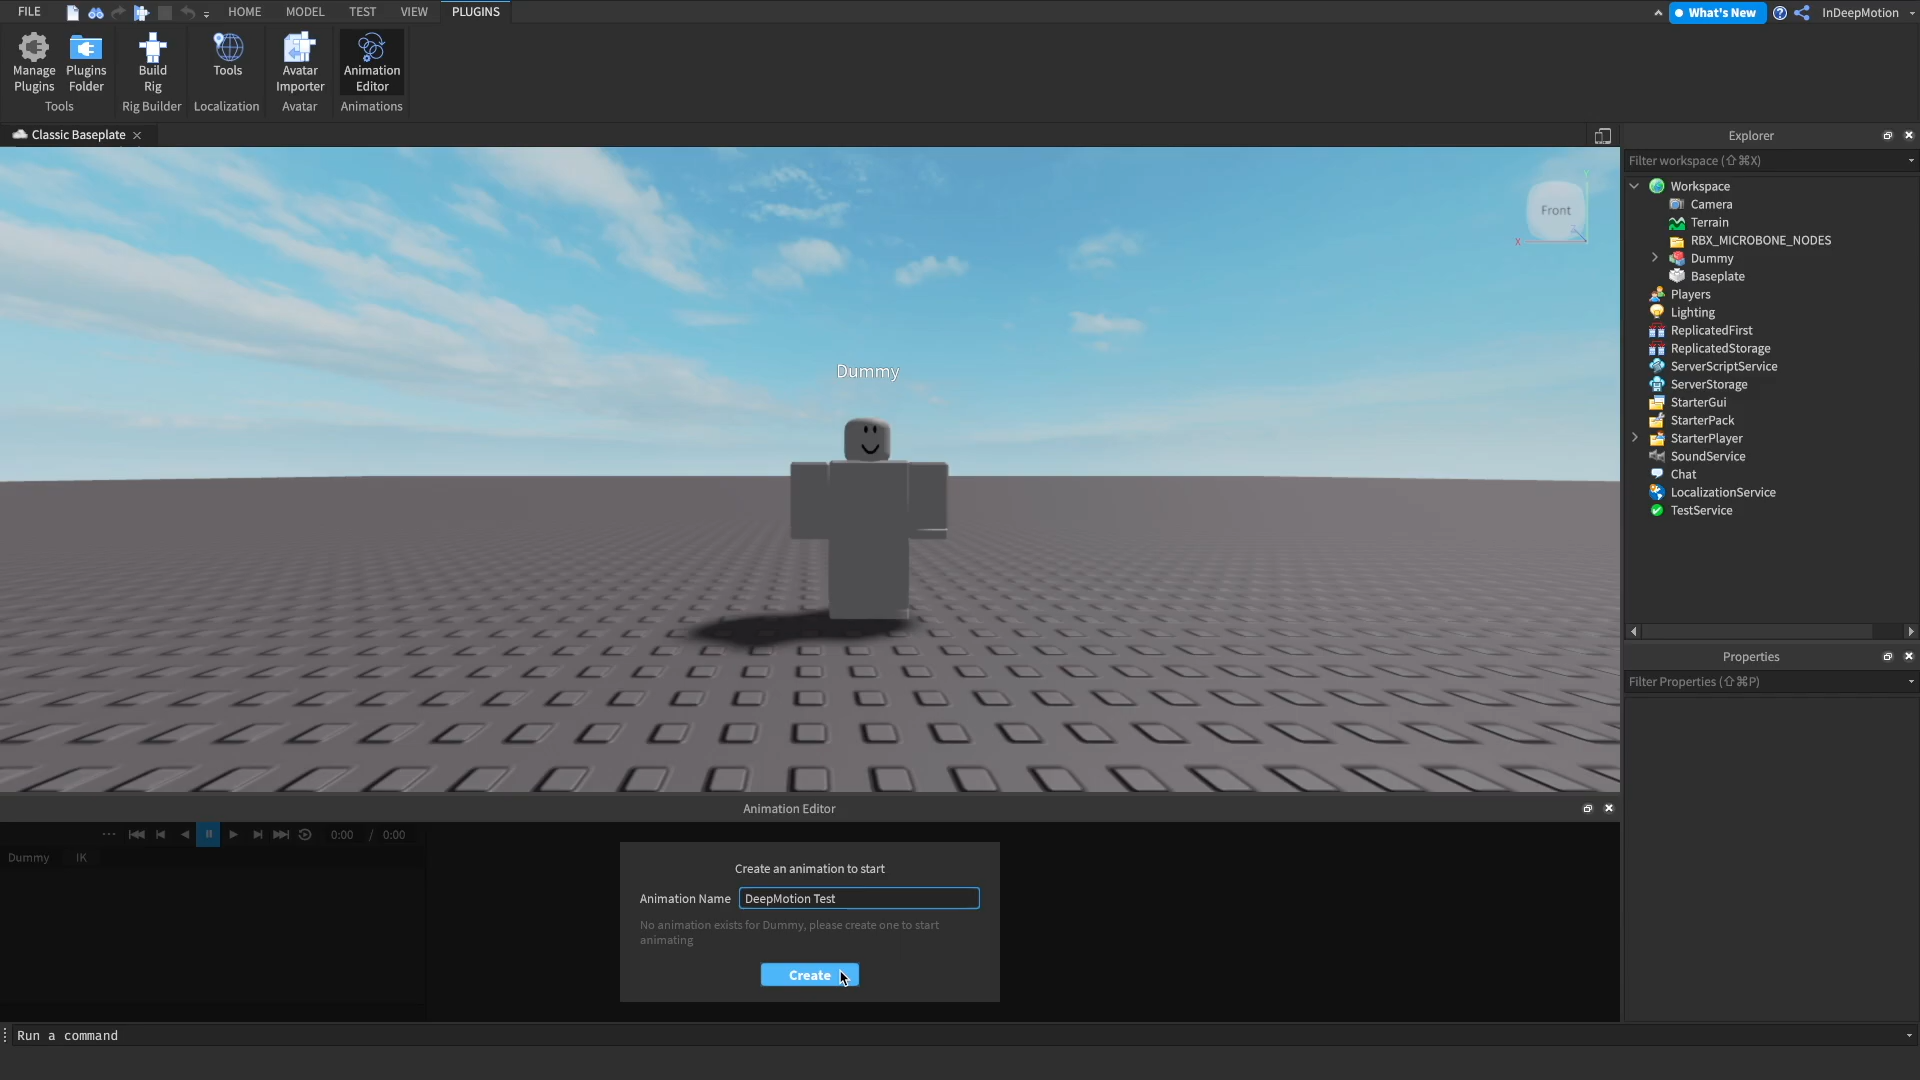 FILE
HOME
MODEL
TEST
VIEW
PLUGINS
What's New
InDeepMotion
Manage Plugins
Plugins Folder
Build Rig
Tools
Avatar Importer
Animation Editor
Tools
Rig Builder
Localization
Avatar
Animations
Classic Baseplate
Explorer
Filter workspace (⇧⌘X)
Workspace
Camera
Terrain
RBX_MICROBONE_NODES
Dummy
Baseplate
Players
Lighting
ReplicatedFirst
ReplicatedStorage
ServerScriptService
ServerStorage
StarterGui
StarterPack
StarterPlayer
SoundService
Chat
LocalizationService
TestService
Front
Y
X
Z
Dummy
Properties
Filter Properties (⇧⌘P)
Animation Editor
0:00 / 0:00
Dummy IK
Create an animation to start
Animation Name DeepMotion Test
No animation exists for Dummy, please create one to start
animating
Create
Run a command